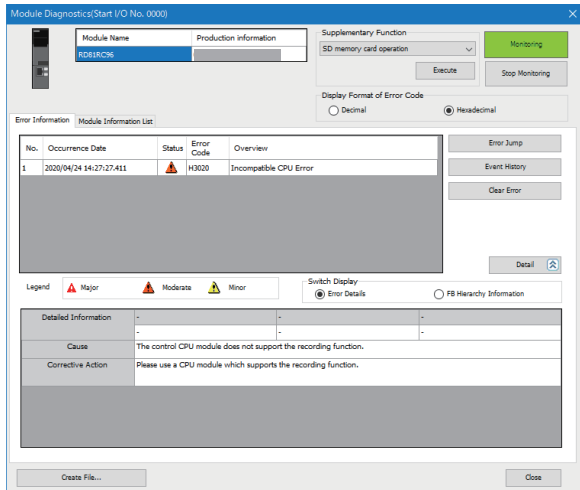 Module Diagnostics(Start I/O No. 0000)
Module Name Production information
RD81RC96
Supplementary Function
SD memory card operation
Execute
Monitoring
Stop Monitoring
Display Format of Error Code
Decimal Hexadecimal
Error Information Module Information List
No. Occurrence Date Status Error Code Overview
1 2020/04/24 14:27:27.411 H3020 Incompatible CPU Error
Error Jump
Event History
Clear Error
Detail
Legend Major Moderate Minor
Switch Display
Error Details FB Hierarchy Information
Detailed Information - - -
- - -
Cause The control CPU module does not support the recording function.
Corrective Action Please use a CPU module which supports the recording function.
Create File... Close